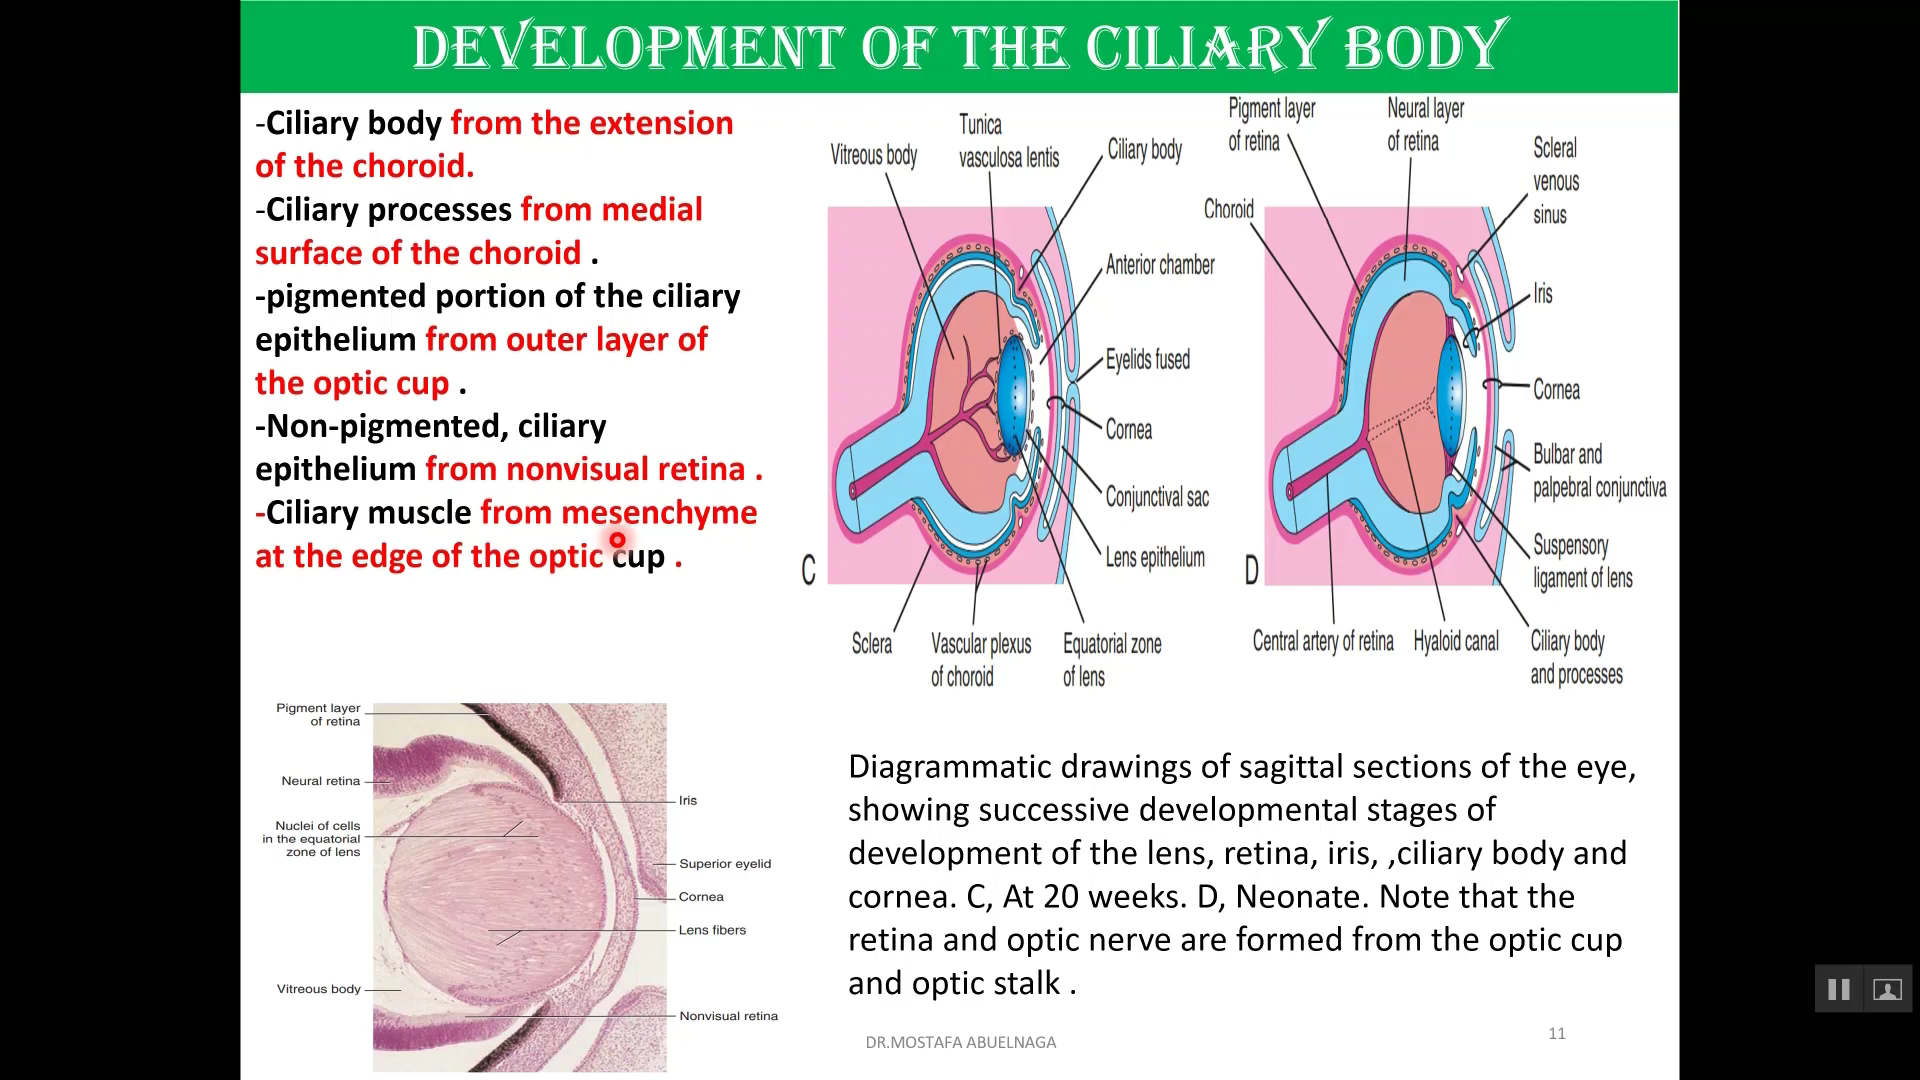 DEVELOPMENT OF THE CILIARY BODY
-Ciliary body from the extension
of the choroid.
-Ciliary processes from medial
surface of the choroid .
-pigmented portion of the ciliary
epithelium from outer layer of
the optic cup .
-Non-pigmented, ciliary
epithelium from nonvisual retina .
-Ciliary muscle from mesenchyme
at the edge of the optic cup .
Vitreous body
Tunica
vasculosa lentis
Ciliary body
Anterior chamber
Eyelids fused
Cornea
Conjunctival sac
Lens epithelium
C
Sclera
Vascular plexus
of choroid
Equatorial zone
of lens
Pigment layer
of retina
Neural layer
of retina
Scleral
venous
sinus
Choroid
Iris
Cornea
Bulbar and
palpebral conjunctiva
Suspensory
ligament of lens
D
Central artery of retina
Hyaloid canal
Ciliary body
and processes
Pigment layer
of retina
Neural retina
Nuclei of cells
in the equatorial
zone of lens
Vitreous body
Iris
Superior eyelid
Cornea
Lens fibers
Nonvisual retina
Diagrammatic drawings of sagittal sections of the eye,
showing successive developmental stages of
development of the lens, retina, iris, ,ciliary body and
cornea. C, At 20 weeks. D, Neonate. Note that the
retina and optic nerve are formed from the optic cup
and optic stalk .
DR.MOSTAFA ABUELNAGA
11